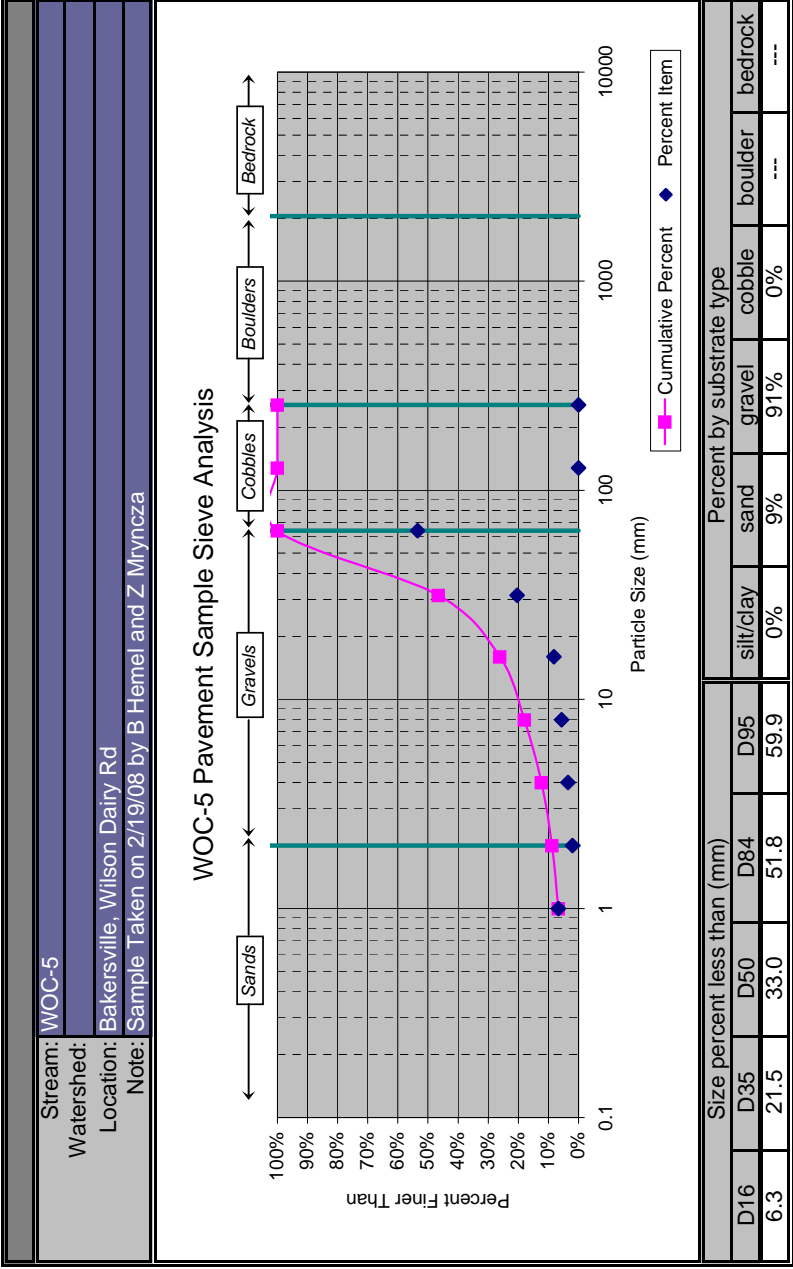 Stream: WOC-5
Watershed:
Location: Bakersville, Wilson Dairy Rd
Note: Sample Taken on 2/19/08 by B Hemel and Z Mryncza
WOC-5 Pavement Sample Sieve Analysis
Sands Gravels Cobbles Boulders Bedrock
Percent Finer Than
100%
90%
80%
70%
60%
50%
40%
30%
20%
10%
0%
0.1 1 10 100 1000 10000
Particle Size (mm)
Cumulative Percent Percent Item
Size percent less than (mm) Percent by substrate type
D16 D35 D50 D84 D95 silt/clay sand gravel cobble boulder bedrock
6.3 21.5 33.0 51.8 59.9 0% 9% 91% 0% --- ---